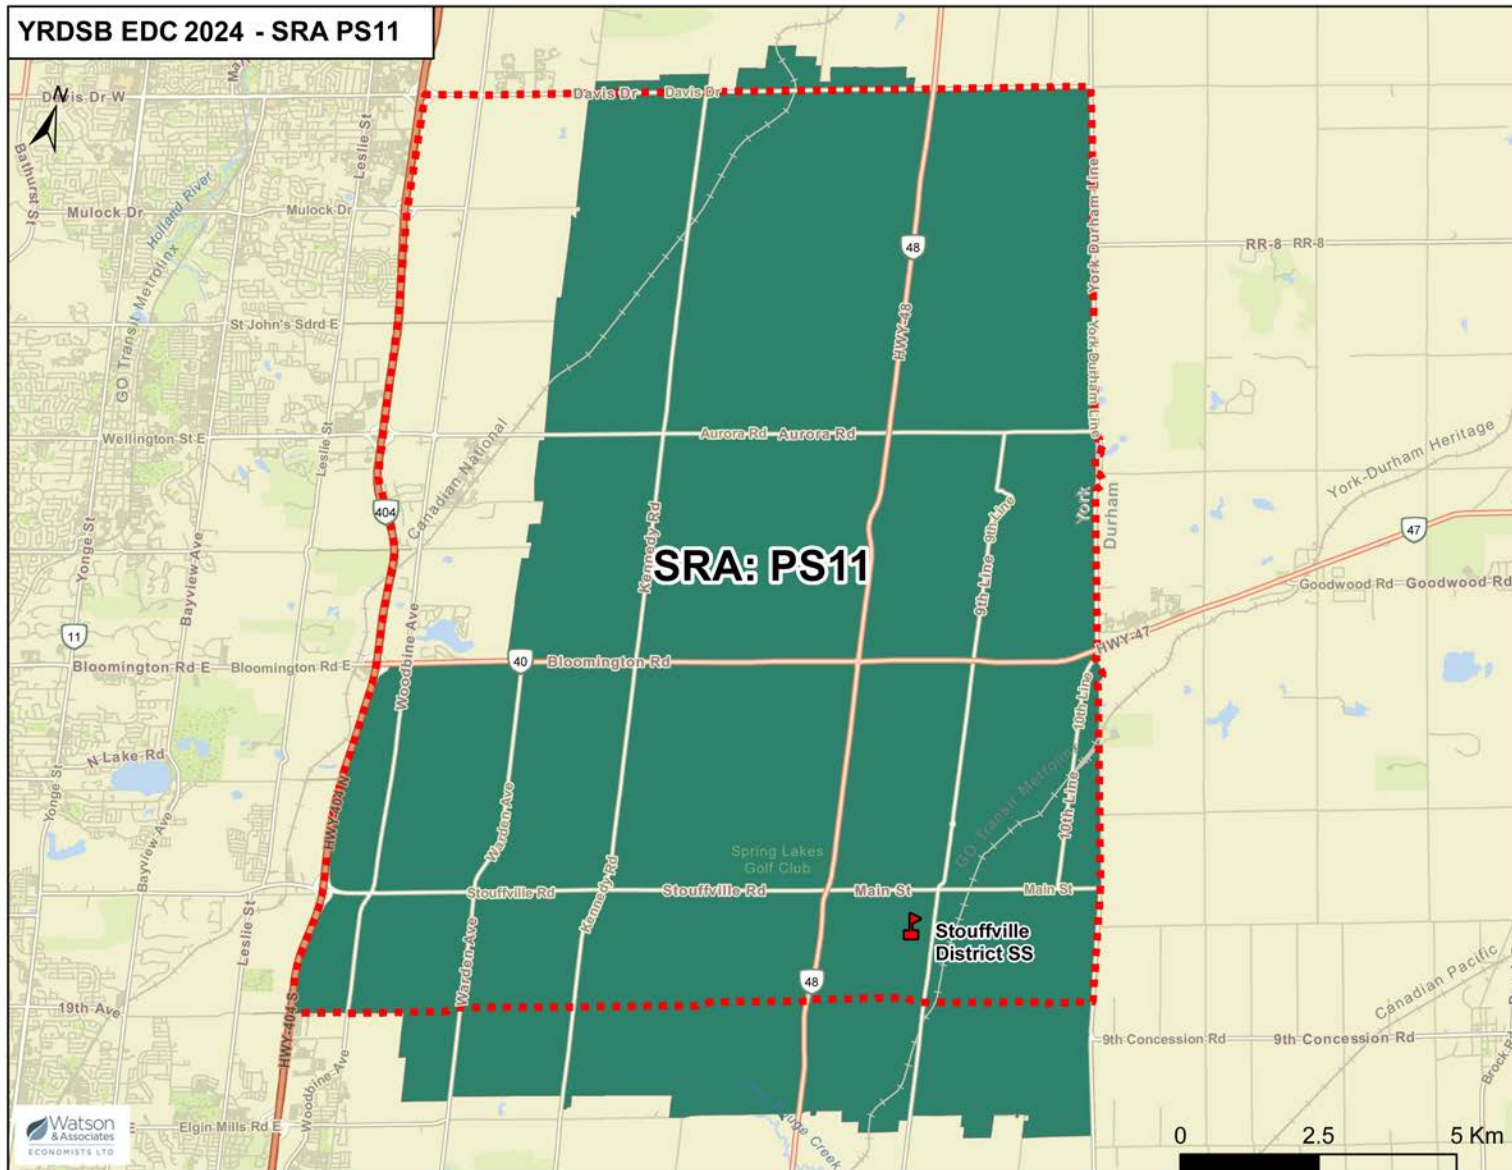 YRDSB EDC 2024 - SRA PS11
N
Davis Dr W
Davis Dr
Davis Dr
Bathurst St
Leslie St
Holland River
Mulock Dr
Mulock Dr
York-Durham-Line
48
RR-8
RR-8
GO Transit Metrolinx
St John's Sdrd E
HWY-48
York-Durham Line
Wellington St E
Leslie St
Aurora Rd
Aurora Rd
Canadian National
York-Durham Heritage
404
Kennedy Rd
9th Line
9th Line
York
Durham
47
Yonge St
Bayview Ave
SRA: PS11
Goodwood Rd
Goodwood Rd
11
Woodbine Ave
HWY-47
Bloomington Rd E
Bloomington Rd E
40
Bloomington Rd
10th Line
N Lake Rd
Yonge St
Bayview Ave
HWY-404 N
Warden Ave
GO Transit Metrolinx
10th Line
Spring Lakes
Golf Club
Kennedy Rd
Stouffville Rd
Stouffville Rd
Main St
Main St
Leslie St
Warden Ave
Stouffville
District SS
48
Canadian Pacific
19th Ave
HWY-404 S
Woodbine Ave
9th Concession Rd
9th Concession Rd
Watson
& Associates
ECONOMISTS LTD
E
Elgin Mills Rd E
0 2.5 5 Km